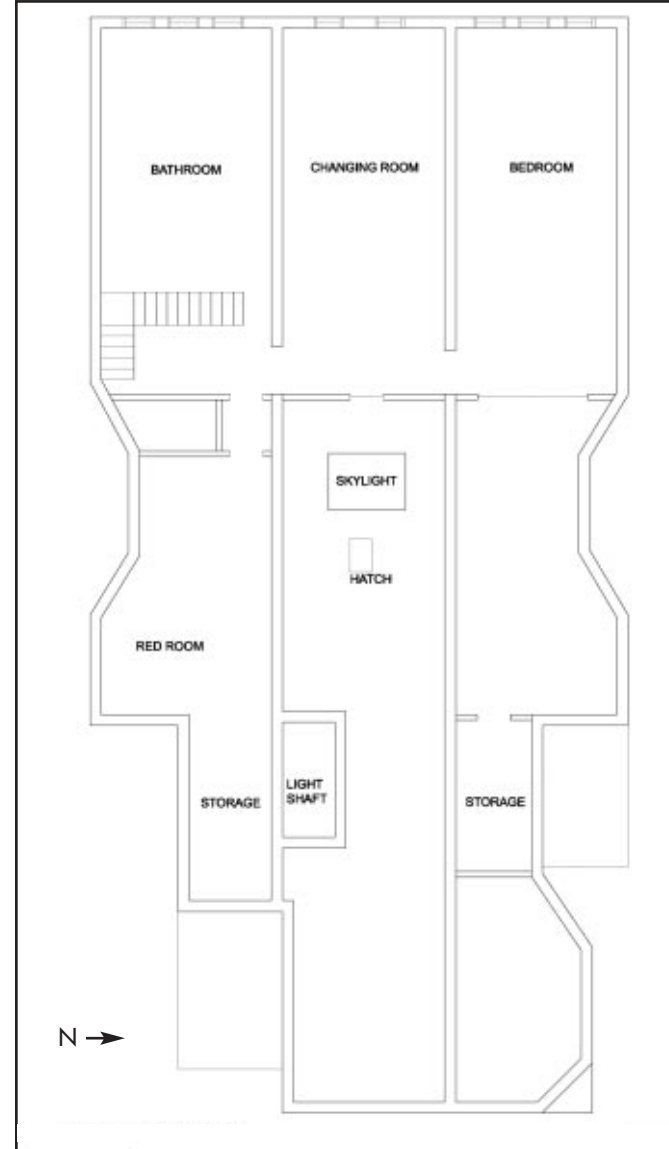 BATHROOM
CHANGING ROOM
BEDROOM
SKYLIGHT
HATCH
RED ROOM
STORAGE
LIGHT
SHAFT
STORAGE
N